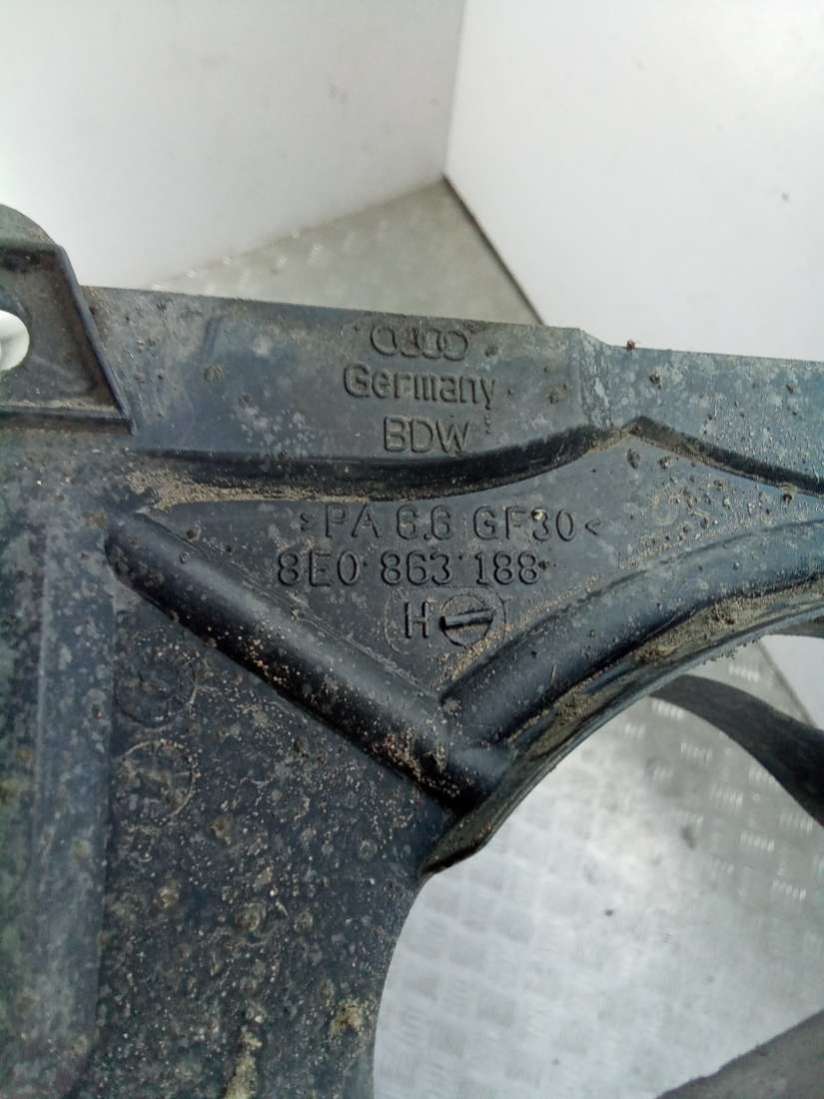 Germany
BDW
>PA 6.6 GF30<
8E0 863 188
H